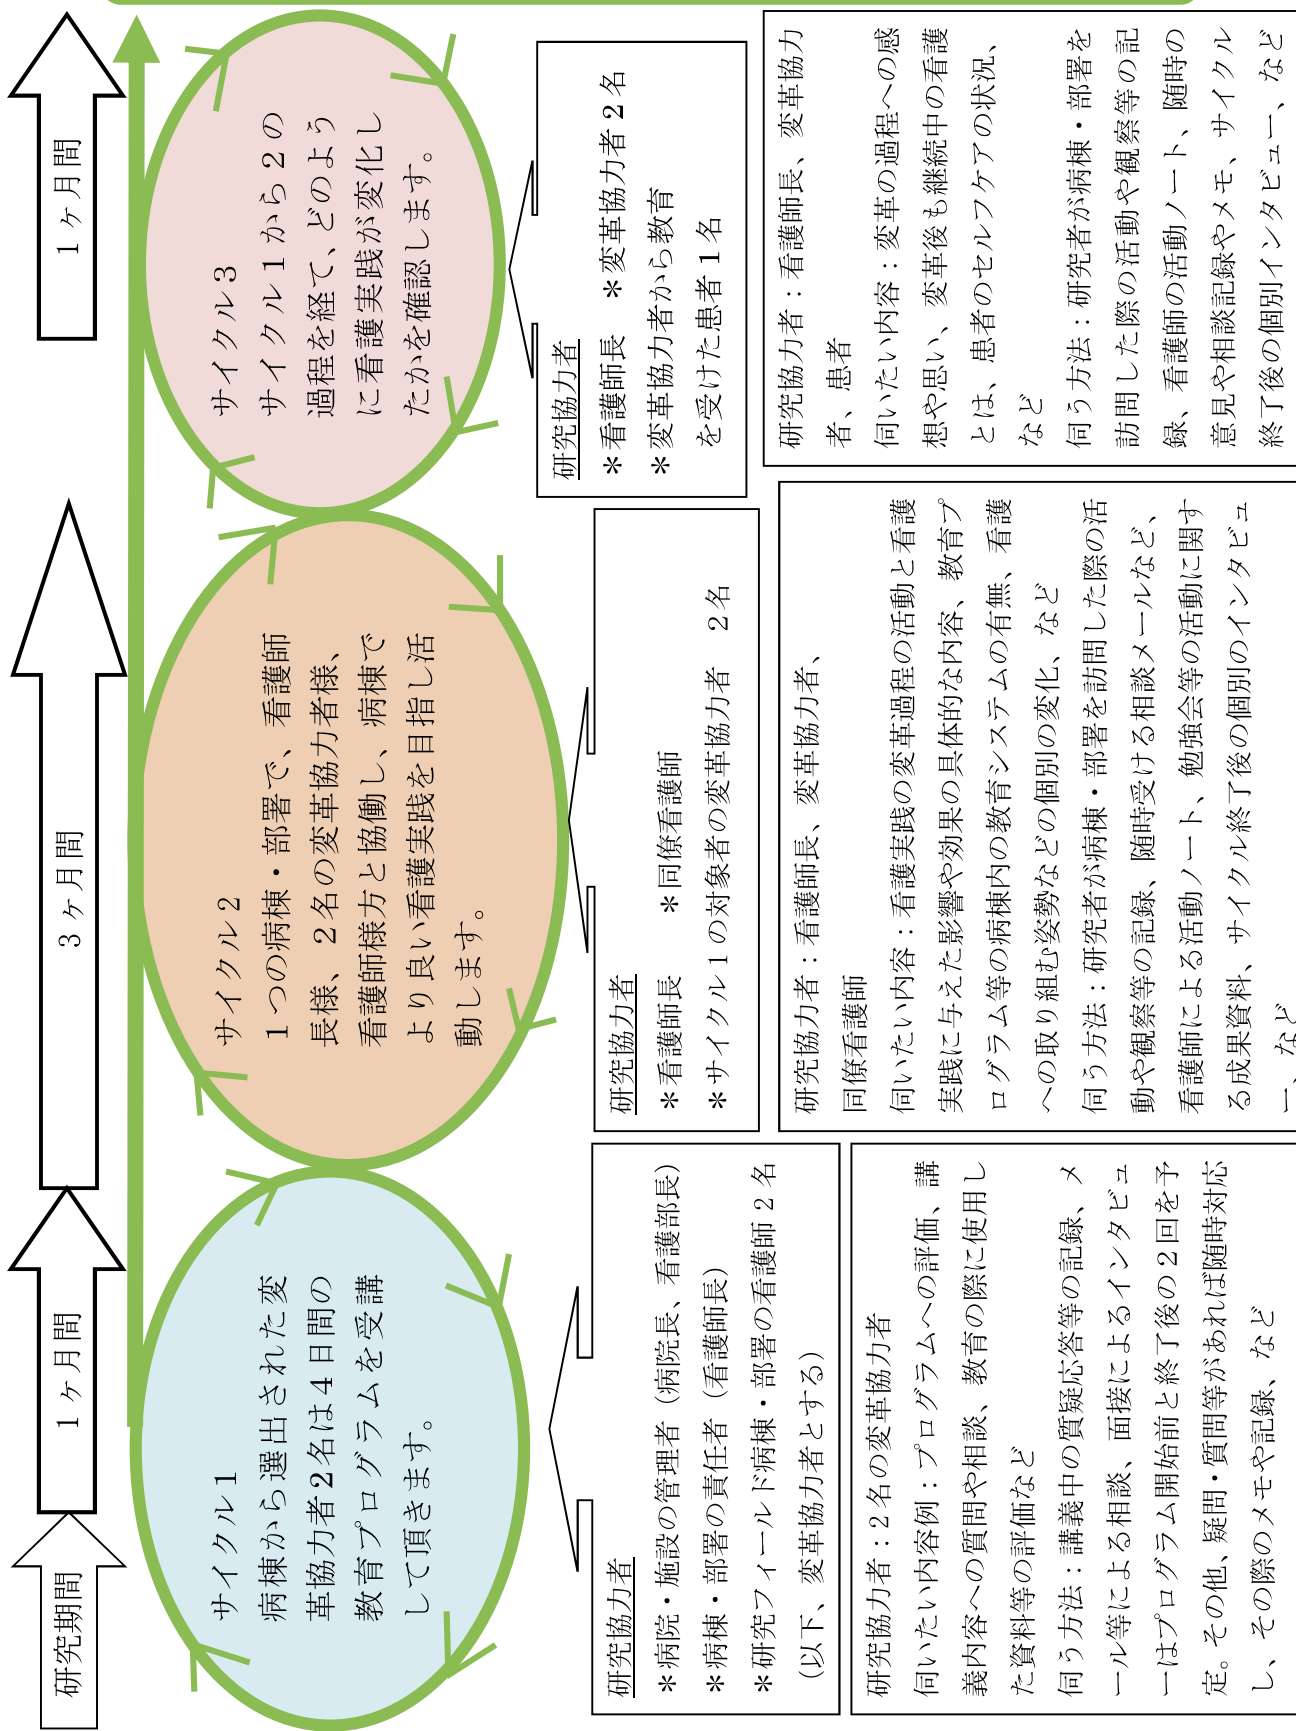 研究期間
1ヶ月間
3ヶ月間
1ヶ月間
サイクル1
病棟から選出された変
革協力者2名は4日間の
教育プログラムを受講
して頂きます。
サイクル2
1つの病棟・部署で、看護師
長様、2名の変革協力者様、
看護師様方と協働し、病棟で
より良い看護実践を目指し活
動します。
サイクル3
サイクル1から2の
過程を経て、どのよう
に看護実践が変化し
たかを確認します。
研究協力者
*病院・施設の管理者（病院長、看護部長）
*病棟・部署の責任者（看護師長）
*研究フィールド病棟・部署の看護師2名
（以下、変革協力者とする）
研究協力者
*看護師長　*同僚看護師
*サイクル1の対象者の変革協力者　2名
研究協力者
*看護師長　*変革協力者2名
*変革協力者から教育
を受けた患者1名
研究協力者：2名の変革協力者
伺いたい内容例：プログラムへの評価、講
義内容への質問や相談、教育の際に使用し
た資料等の評価など
伺う方法：講義中の質疑応答等の記録、メ
ール等による相談、面接によるインタビュ
ーはプログラム開始前と終了後の2回を予
定。その他、疑問・質問等があれば随時対応
し、その際のメモや記録、など
研究協力者：看護師長、変革協力者、
同僚看護師
伺いたい内容：看護実践の変革過程の活動と看護
実践に与えた影響や効果の具体的な内容、教育プ
ログラム等の病棟内の教育システムの有無、看護
への取り組む姿勢などの個別の変化、など
伺う方法：研究者が病棟・部署を訪問した際の活
動や観察等の記録、随時受ける相談メールなど、
看護師による活動ノート、勉強会等の活動に関す
る成果資料、サイクル終了後の個別のインタビュ
ー、など
研究協力者：看護師長、変革協力
者、患者
伺いたい内容：変革の過程への感
想や思い、変革後も継続中の看護
とは、患者のセルフケアの状況、
など
伺う方法：研究者が病棟・部署を
訪問した際の活動や観察等の記
録、看護師の活動ノート、随時の
意見や相談記録やメモ、サイクル
終了後の個別インタビュー、など